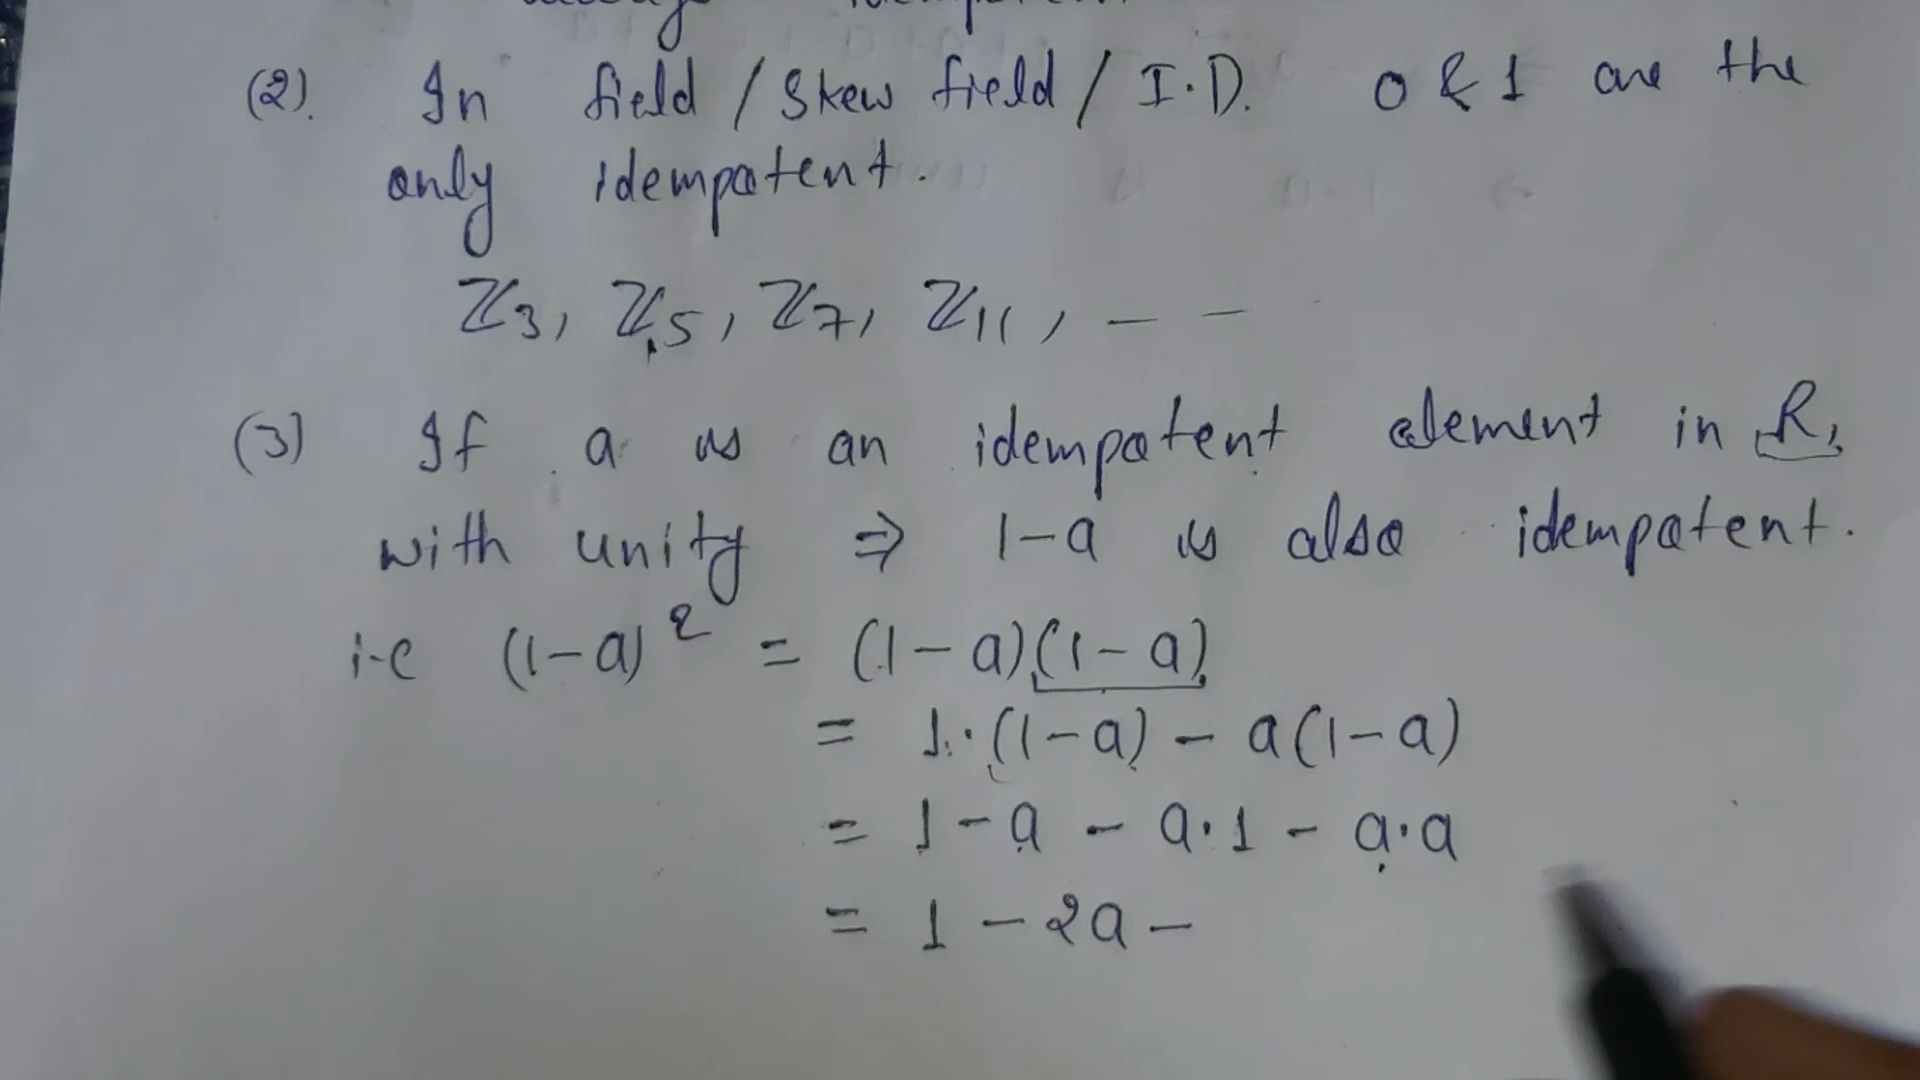 (2). In field / Skew field / I.D. 0 & 1 are the
only idempotent.
ℤ₃, ℤ₅, ℤ₇, ℤ₁₁, – –
(3) If a is an idempotent element in R,
with unity ⇒ 1-a is also idempotent.
i-e (1-a)² = (1-a)(1-a)
= 1·(1-a) - a(1-a)
= 1 - a - a·1 - a·a
= 1 - 2a -